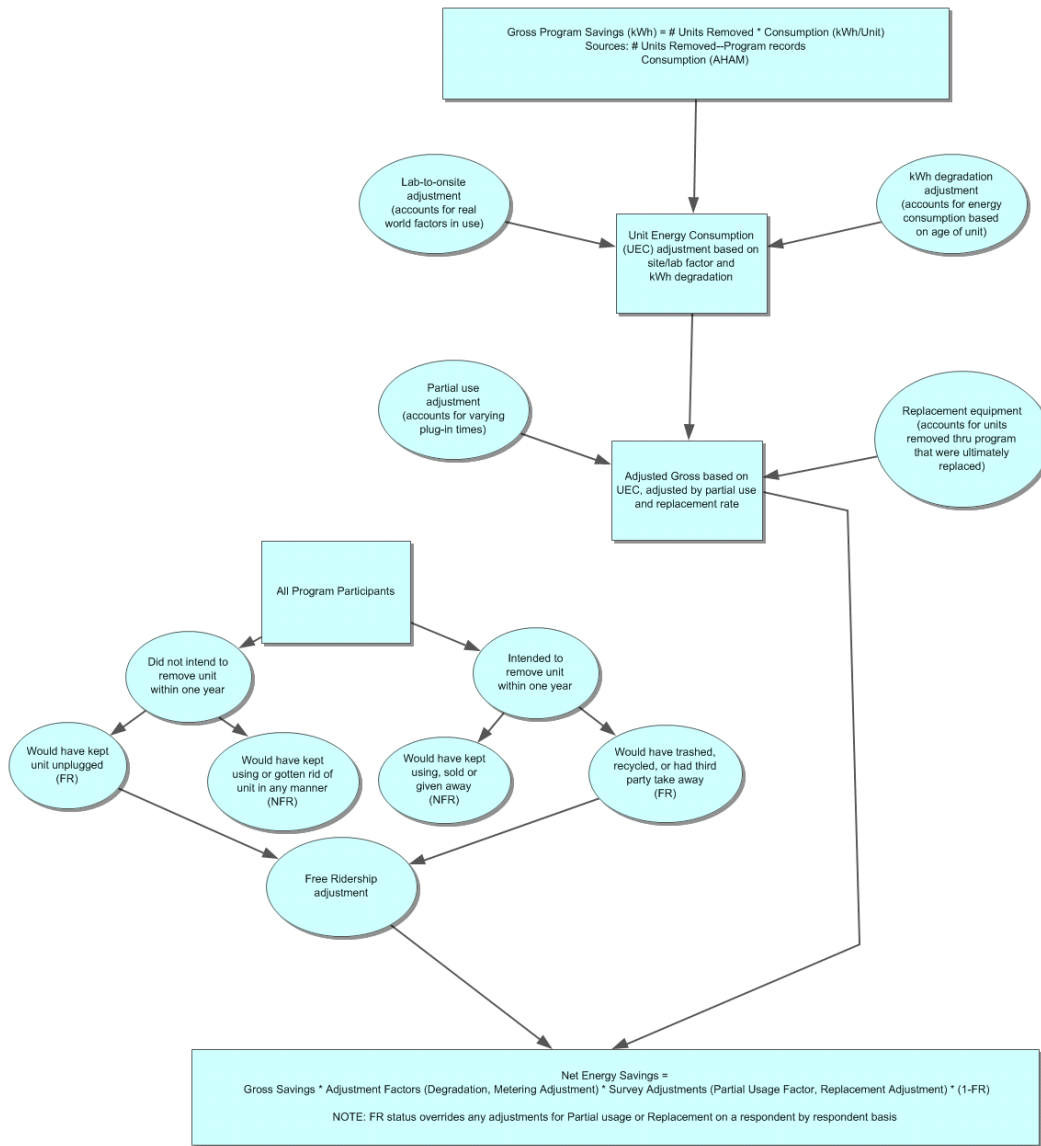 Gross Program Savings (kWh) = # Units Removed * Consumption (kWh/Unit)
Sources: # Units Removed--Program records
Consumption (AHAM)
Lab-to-onsite
adjustment
(accounts for real
world factors in use)
kWh degradation
adjustment
(accounts for energy
consumption based
on age of unit)
Unit Energy Consumption
(UEC) adjustment based on
site/lab factor and
kWh degradation
Partial use
adjustment
(accounts for varying
plug-in times)
Replacement equipment
(accounts for units
removed thru program
that were ultimately
replaced)
Adjusted Gross based on
UEC, adjusted by partial use
and replacement rate
All Program Participants
Did not intend to
remove unit
within one year
Intended to
remove unit
within one year
Would have kept
unit unplugged
(FR)
Would have kept
using or gotten rid of
unit in any manner
(NFR)
Would have kept
using, sold or
given away
(NFR)
Would have trashed,
recycled, or had third
party take away
(FR)
Free Ridership
adjustment
Net Energy Savings =
Gross Savings * Adjustment Factors (Degradation, Metering Adjustment) * Survey Adjustments (Partial Usage Factor, Replacement Adjustment) * (1-FR)
NOTE: FR status overrides any adjustments for Partial usage or Replacement on a respondent by respondent basis